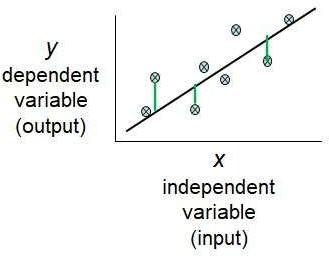 y
dependent
variable
(output)
x
independent
variable
(input)